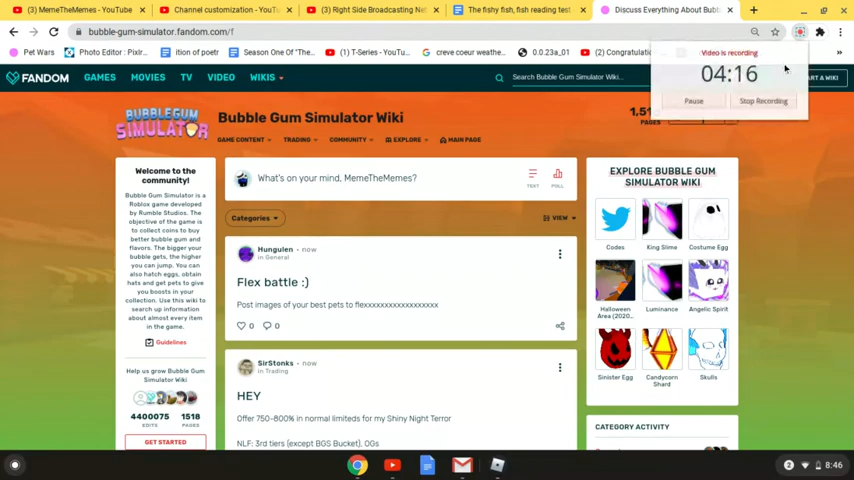 (3) MemeTheMemes - YouTube
Channel customization - YouTu
(3) Right Side Broadcasting Net
The fishy fish, fish reading test
Discuss Everything About Bubb
bubble-gum-simulator.fandom.com/f
Pet Wars
Photo Editor : Pixlr...
ition of poetr
Season One Of "The...
(1) T-Series - YouTu...
creve coeur weathe...
0.0.23a_01
(2) Congratulatio
»
Video is recording
04:16
Pause
Stop Recording
FANDOM
GAMES
MOVIES
TV
VIDEO
WIKIS
Search Bubble Gum Simulator Wiki...
RT A WIKI
BUBBLEGUM
SIMULATOR
Bubble Gum Simulator Wiki
1,51
PAGES
GAME CONTENT
TRADING
COMMUNITY
EXPLORE
MAIN PAGE
Welcome to the
community!
Bubble Gum Simulator is a
Roblox game developed
by Rumble Studios. The
objective of the game is
to collect coins to buy
better bubble gum and
flavors. The bigger your
bubble gets, the higher
you can jump. You can
also hatch eggs, obtain
hats and get pets to give
you boosts in your
collection. Use this wiki to
search up information
about almost every item
in the game.
Guidelines
Help us grow Bubble Gum
Simulator Wiki
4400075
1518
EDITS
PAGES
GET STARTED
What's on your mind, MemeTheMemes?
TEXT
POLL
Categories
VIEW
Hungulen • now
in General
Flex battle :)
Post images of your best pets to flexxxxxxxxxxxxxxxxxx
0
0
SirStonks • now
in Trading
HEY
Offer 750-800% in normal limiteds for my Shiny Night Terror
NLF: 3rd tiers (except BGS Bucket), OGs
EXPLORE BUBBLE GUM
SIMULATOR WIKI
Codes
King Slime
Costume Egg
Halloween
Area (2020...
Luminance
Angelic Spirit
Sinister Egg
Candycorn
Shard
Skulls
CATEGORY ACTIVITY
2
8:46